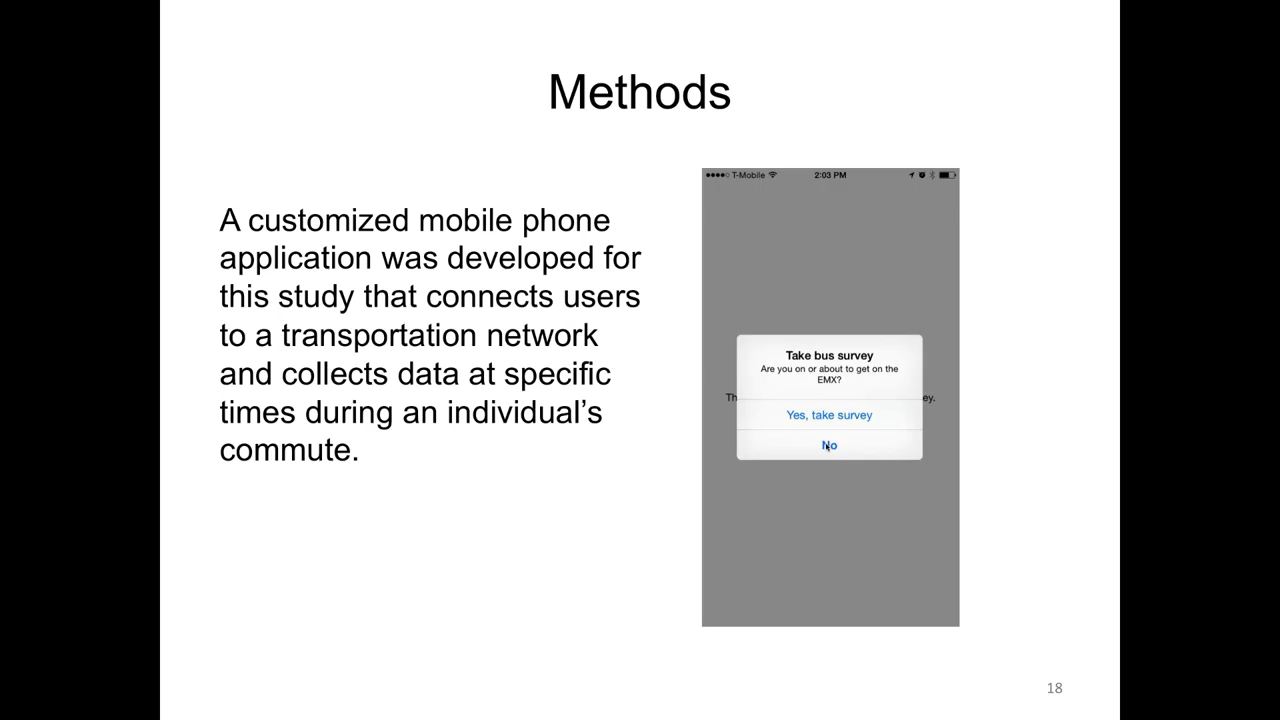 Methods
A customized mobile phone
application was developed for
this study that connects users
to a transportation network
and collects data at specific
times during an individual’s
commute.
T-Mobile 2:03 PM
Take bus survey
Are you on or about to get on the
EMX?
Th ey.
Yes, take survey
No
18